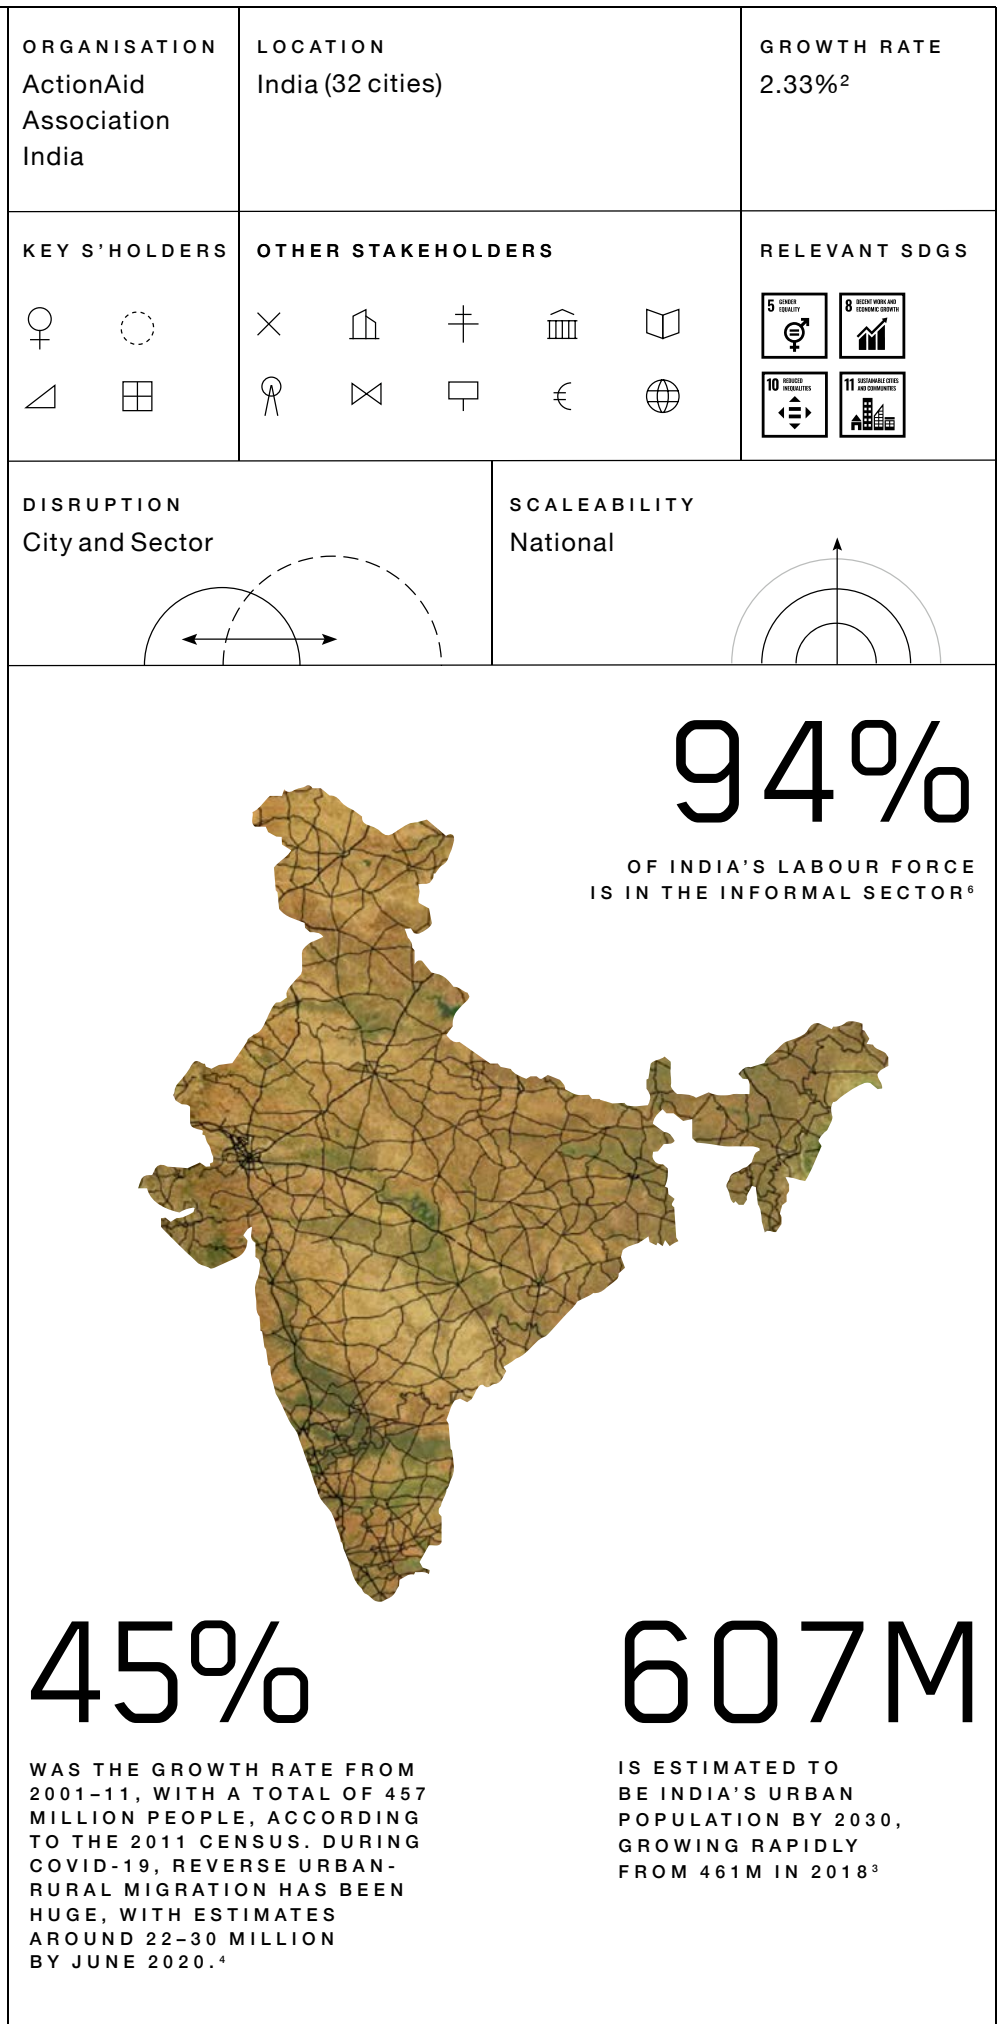 ORGANISATION
ActionAid
Association
India
LOCATION
India (32 cities)
GROWTH RATE
2.33%²
KEY S’HOLDERS
OTHER STAKEHOLDERS
RELEVANT SDGS
5 GENDER
EQUALITY
8 DECENT WORK AND
ECONOMIC GROWTH
10 REDUCED
INEQUALITIES
11 SUSTAINABLE CITIES
AND COMMUNITIES
DISRUPTION
City and Sector
SCALEABILITY
National
94%
OF INDIA’S LABOUR FORCE
IS IN THE INFORMAL SECTOR⁶
45%
WAS THE GROWTH RATE FROM
2001–11, WITH A TOTAL OF 457
MILLION PEOPLE, ACCORDING
TO THE 2011 CENSUS. DURING
COVID-19, REVERSE URBAN-
RURAL MIGRATION HAS BEEN
HUGE, WITH ESTIMATES
AROUND 22–30 MILLION
BY JUNE 2020.⁴
607M
IS ESTIMATED TO
BE INDIA’S URBAN
POPULATION BY 2030,
GROWING RAPIDLY
FROM 461M IN 2018³